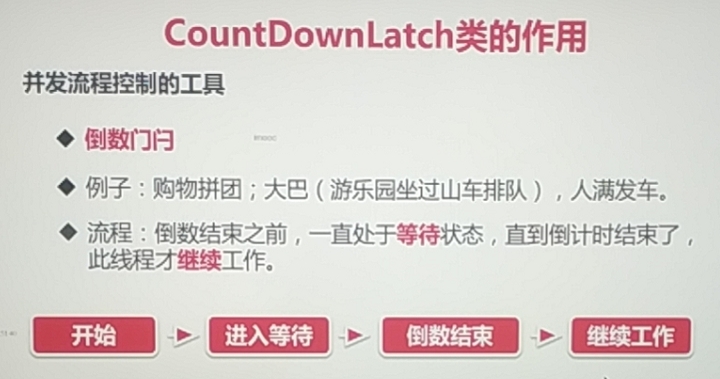 CountDownLatch类的作用
并发流程控制的工具
◆ 倒数门闩
imooc
◆ 例子：购物拼团；大巴（游乐园坐过山车排队），人满发车。
◆ 流程：倒数结束之前，一直处于等待状态，直到倒计时结束了，
此线程才继续工作。
开始 进入等待 倒数结束 继续工作